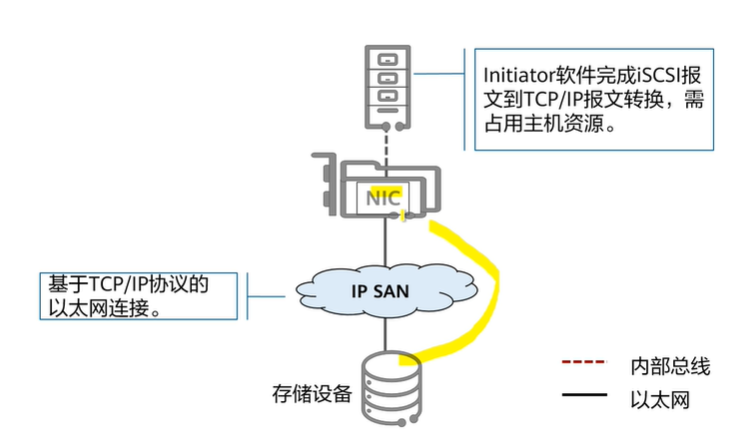 Initiator软件完成iSCSI报
文到TCP/IP报文转换，需
占用主机资源。
NIC
基于TCP/IP协议的
以太网连接。
IP SAN
存储设备
内部总线
以太网